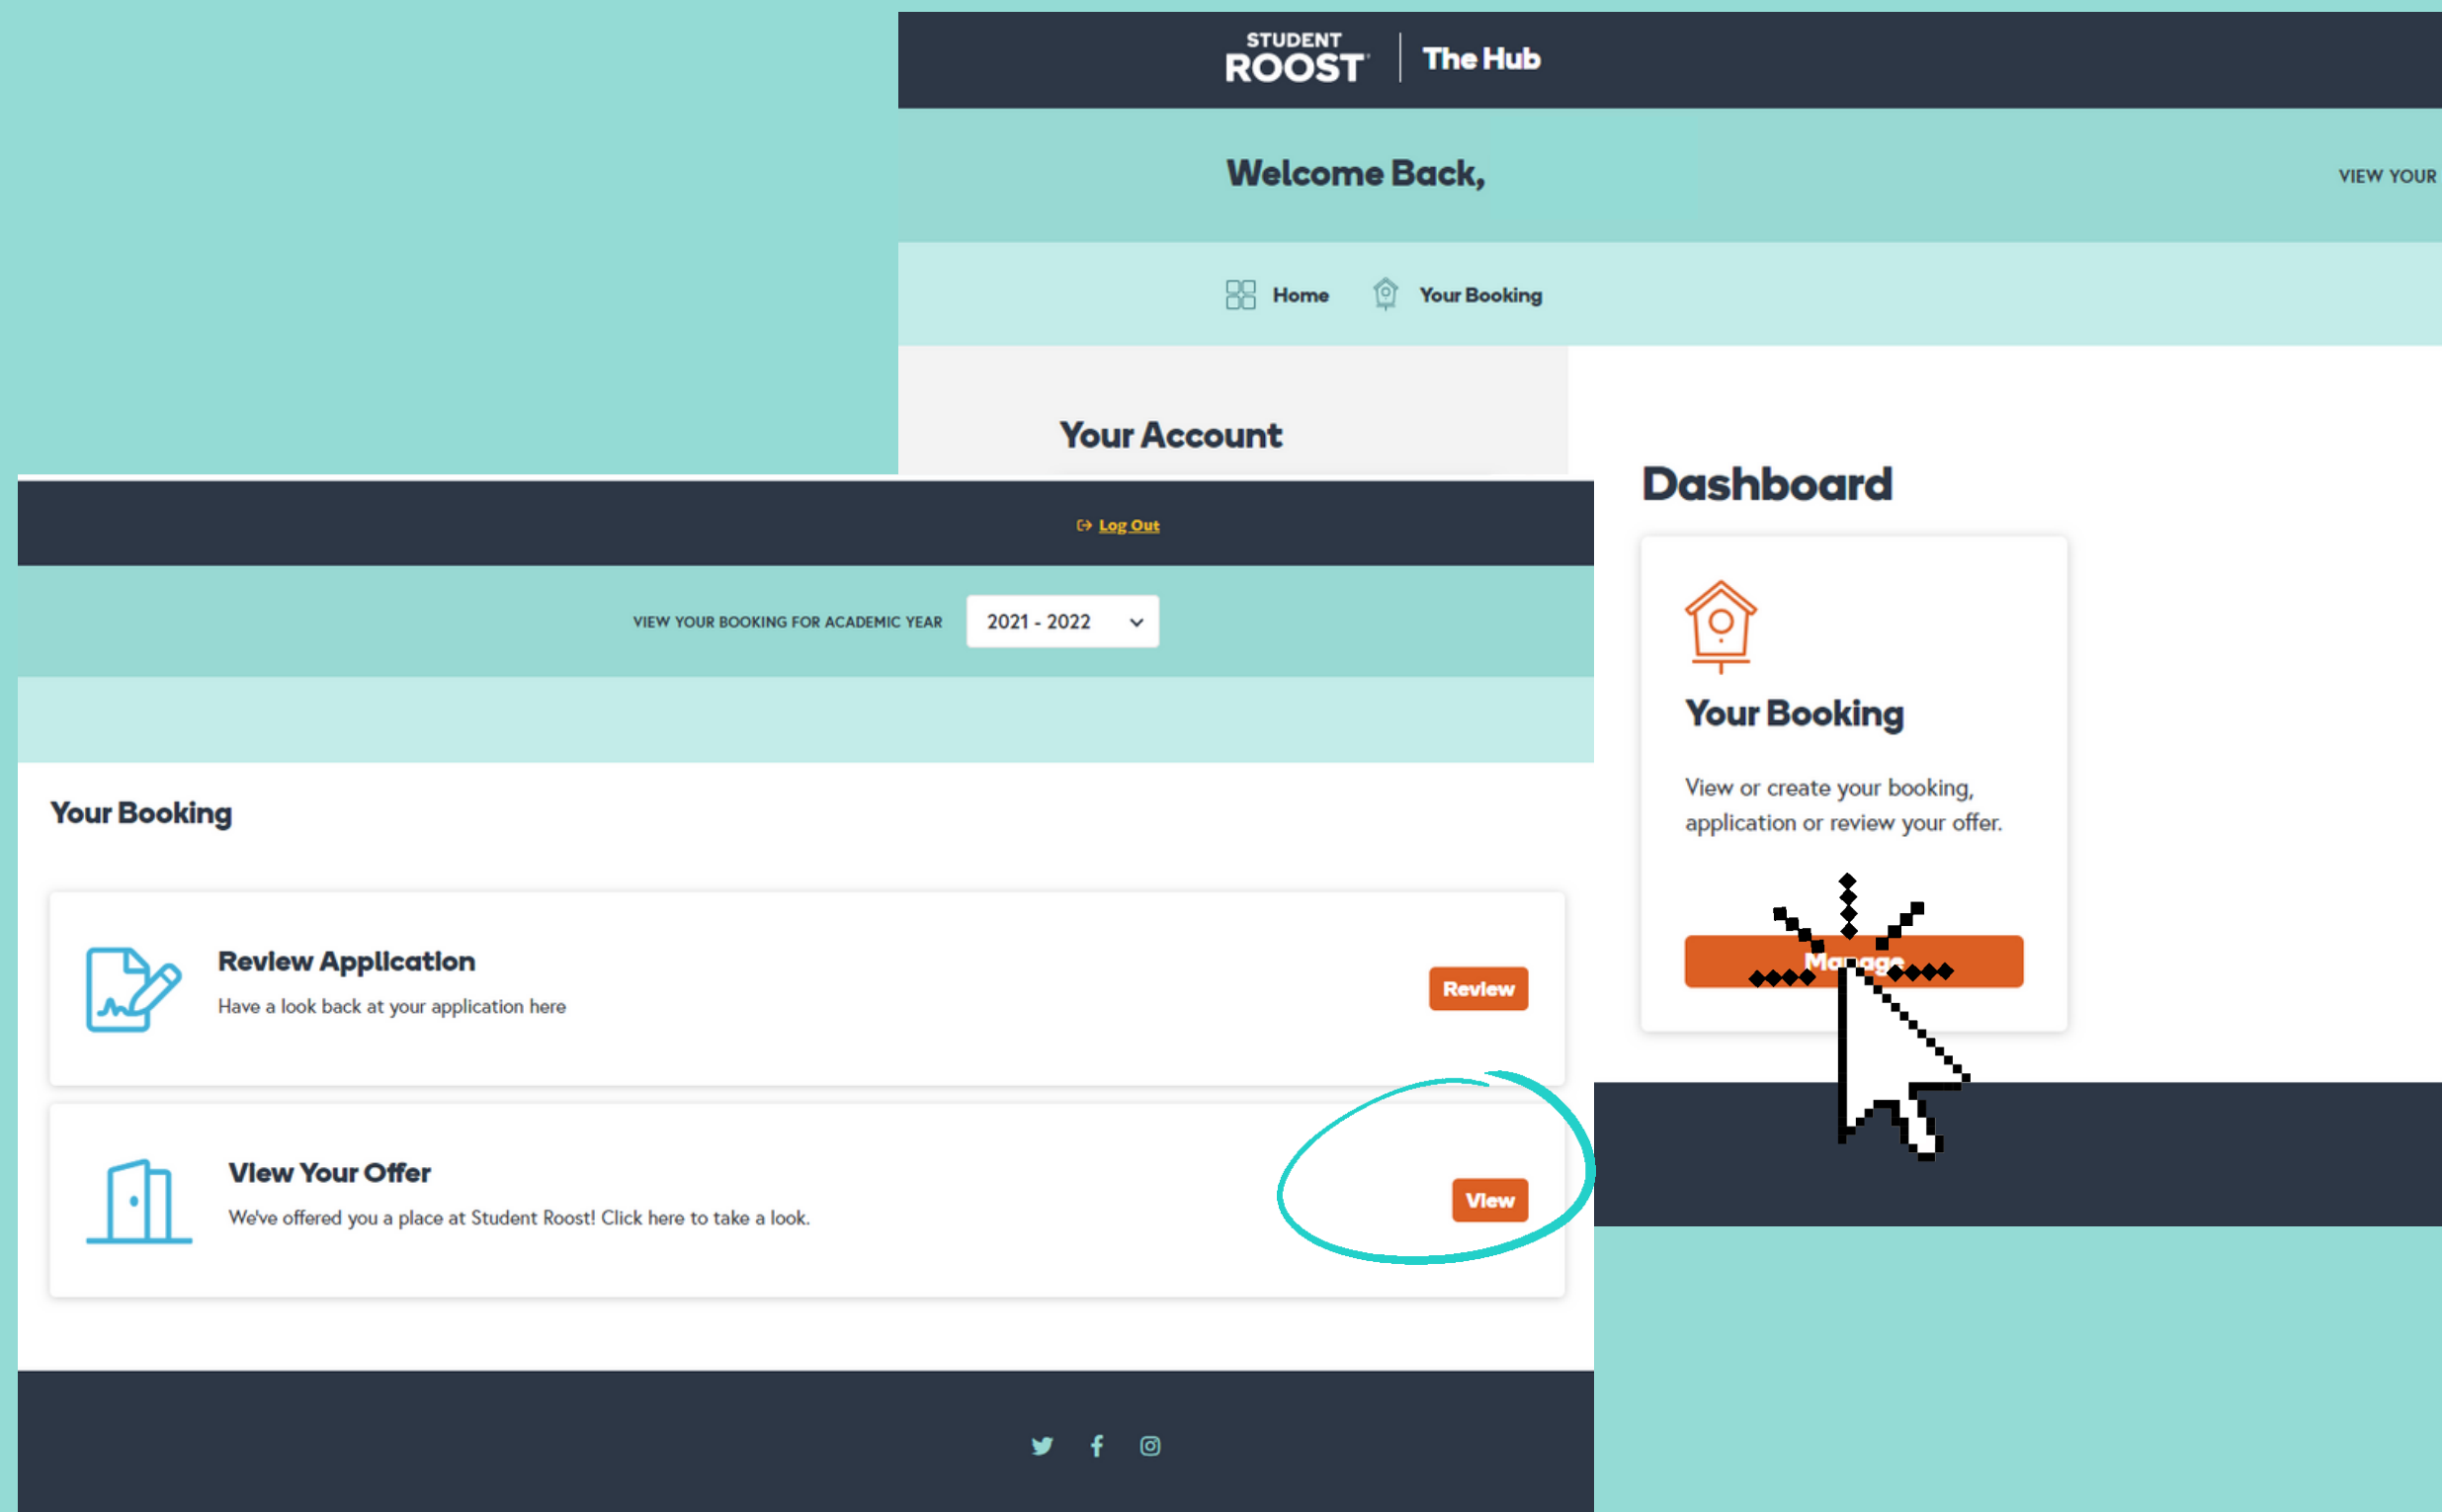 STUDENT
ROOST
The Hub
Welcome Back,
VIEW YOUR
Home
Your Booking
Your Account
Dashboard
Your Booking
View or create your booking,
application or review your offer.
Manage
Log Out
VIEW YOUR BOOKING FOR ACADEMIC YEAR
2021 - 2022
Your Booking
Review Application
Have a look back at your application here
Review
View Your Offer
We've offered you a place at Student Roost! Click here to take a look.
View